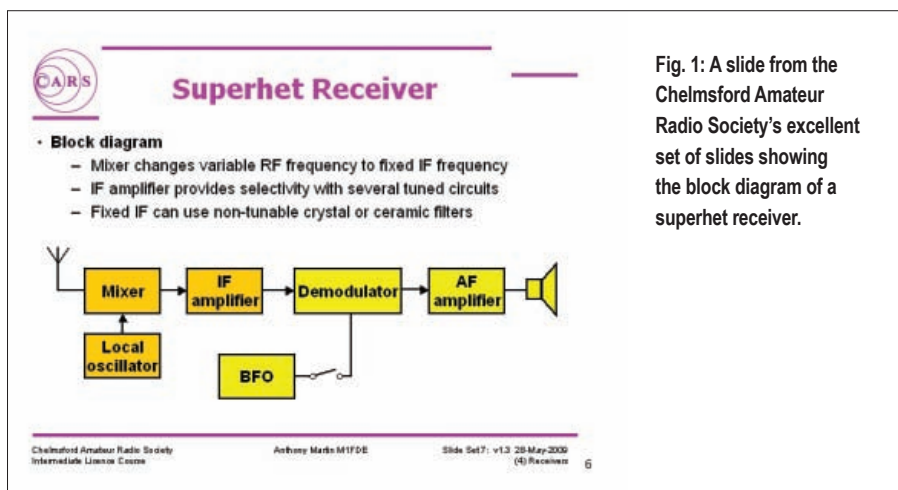 CARS
Superhet Receiver
• Block diagram
– Mixer changes variable RF frequency to fixed IF frequency
– IF amplifier provides selectivity with several tuned circuits
– Fixed IF can use non-tunable crystal or ceramic filters
Mixer
IF
amplifier
Demodulator
AF
amplifier
Local
oscillator
BFO
Chelmsford Amateur Radio Society
Intermediate Licence Course
Anthony Martin M1FDE
Slide Set 7: v1.3 28-May-2009
(4) Receivers
6
Fig. 1: A slide from the
Chelmsford Amateur
Radio Society’s excellent
set of slides showing
the block diagram of a
superhet receiver.